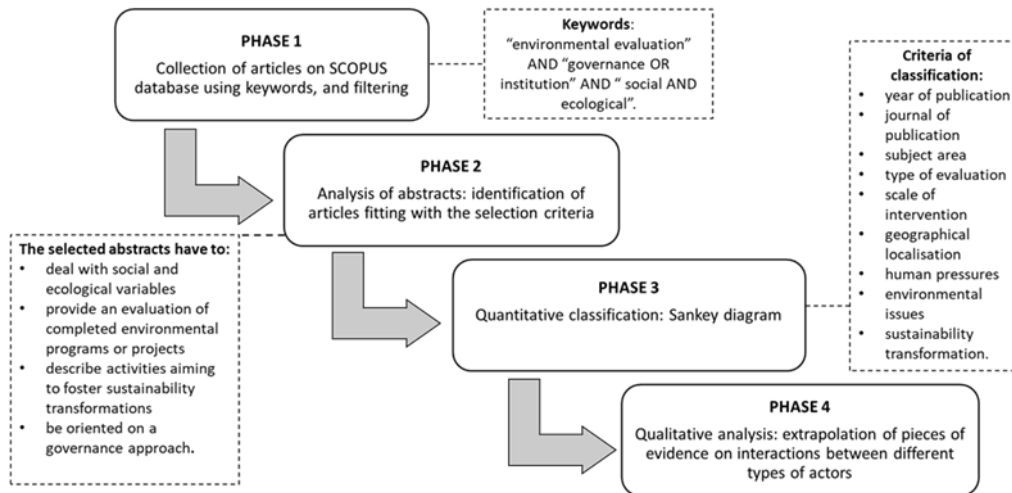 PHASE 1
Collection of articles on SCOPUS
database using keywords, and filtering
Keywords:
“environmental evaluation”
AND “governance OR
institution” AND “ social AND
ecological”.
PHASE 2
Analysis of abstracts: identification of
articles fitting with the selection criteria
The selected abstracts have to:
• deal with social and
ecological variables
• provide an evaluation of
completed environmental
programs or projects
• describe activities aiming
to foster sustainability
transformations
• be oriented on a
governance approach.
PHASE 3
Quantitative classification: Sankey diagram
Criteria of
classification:
• year of publication
• journal of
publication
• subject area
• type of evaluation
• scale of
intervention
• geographical
localisation
• human pressures
• environmental
issues
• sustainability
transformation.
PHASE 4
Qualitative analysis: extrapolation of pieces of
evidence on interactions between different
types of actors